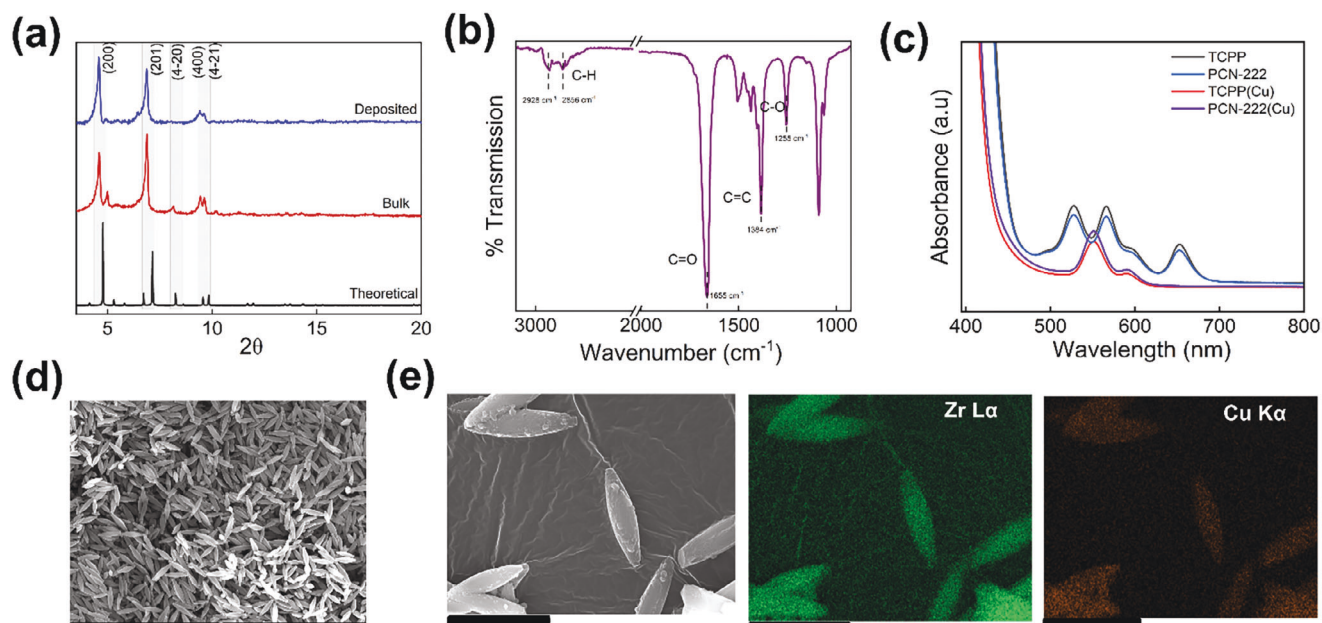 (a)
(200)
(201)
(4-20)
(400)
(4-21)
Deposited
Bulk
Theoretical
5
10
15
20
2θ
(b)
% Transmission
C-H
2928 cm⁻¹
2856 cm⁻¹
C-O
1255 cm⁻¹
C=C
1384 cm⁻¹
C=O
1655 cm⁻¹
3000
2000
1500
1000
Wavenumber (cm⁻¹)
(c)
Absorbance (a.u)
TCPP
PCN-222
TCPP(Cu)
PCN-222(Cu)
400
500
600
700
800
Wavelength (nm)
(d)
(e)
Zr Lα
Cu Kα